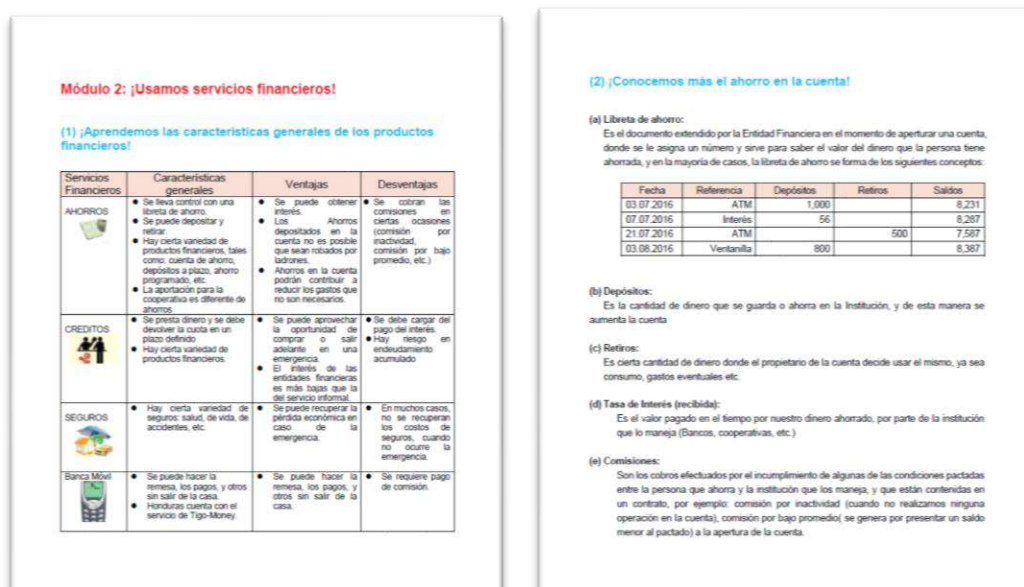 Módulo 2: ¡Usamos servicios financieros!
(1) ¡Aprendemos las características generales de los productos
financieros!
Servicios
Financieros
Características
generales
Ventajas
Desventajas
AHORROS
● Se lleva control con una
libreta de ahorro.
● Se puede depositar y
retirar.
● Hay cierta variedad de
productos financieros, tales
como: cuenta de ahorro,
depósitos a plazo, ahorro
programado, etc.
● La aportación para la
cooperativa es diferente de
ahorros
● Se puede obtener
interés.
● Los Ahorros
depositados en la
cuenta no es posible
que sean robados por
ladrones.
● Ahorros en la cuenta
podrán contribuir a
reducir los gastos que
no son necesarios.
● Se cobran las
comisiones en
ciertas ocasiones
(comisión por
inactividad,
comisión por bajo
promedio, etc.)
CREDITOS
● Se presta dinero y se debe
devolver la cuota en un
plazo definido
● Hay cierta variedad de
productos financieros.
● Se puede aprovechar
la oportunidad de
comprar o salir
adelante en una
emergencia.
● El interés de las
entidades financieras
es más bajas que la
del servicio informal.
● Se debe cargar del
pago del interés.
● Hay riesgo en
endeudamiento
acumulado
SEGUROS
● Hay cierta variedad de
seguros: salud, de vida, de
accidentes, etc.
● Se puede recuperar la
pérdida económica en
caso de la
emergencia.
● En muchos casos,
no se recuperan
los costos de
seguros, cuando
no ocurre la
emergencia.
Banca Móvil
● Se puede hacer la
remesa, los pagos, y otros
sin salir de la casa.
● Honduras cuenta con el
servicio de Tigo-Money.
● Se puede hacer la
remesa, los pagos, y
otros sin salir de la
casa.
● Se requiere pago
de comisión.
(2) ¡Conocemos más el ahorro en la cuenta!
(a) Libreta de ahorro:
Es el documento extendido por la Entidad Financiera en el momento de aperturar una cuenta,
donde se le asigna un número y sirve para saber el valor del dinero que la persona tiene
ahorrada, y en la mayoría de casos, la libreta de ahorro se forma de los siguientes conceptos:
Fecha Referencia Depósitos Retiros Saldos
03.07.2016 ATM 1,000 8,231
07.07.2016 Interés 56 8,287
21.07.2016 ATM 500 7,587
03.08.2016 Ventanilla 800 8,387
(b) Depósitos:
Es la cantidad de dinero que se guarda o ahorra en la Institución, y de esta manera se
aumenta la cuenta
(c) Retiros:
Es cierta cantidad de dinero donde el propietario de la cuenta decide usar el mismo, ya sea
consumo, gastos eventuales etc.
(d) Tasa de Interés (recibida):
Es el valor pagado en el tiempo por nuestro dinero ahorrado, por parte de la institución
que lo maneja (Bancos, cooperativas, etc.)
(e) Comisiones:
Son los cobros efectuados por el incumplimiento de algunas de las condiciones pactadas
entre la persona que ahorra y la institución que los maneja, y que están contenidas en
un contrato, por ejemplo: comisión por inactividad (cuando no realizamos ninguna
operación en la cuenta), comisión por bajo promedio( se genera por presentar un saldo
menor al pactado) a la apertura de la cuenta.